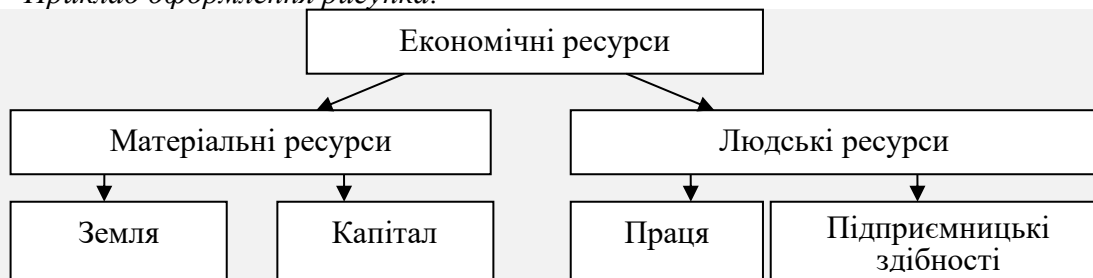 Приклад оформлення рисунка:
Економічні ресурси
Матеріальні ресурси
Людські ресурси
Земля
Капітал
Праця
Підприємницькі
здібності